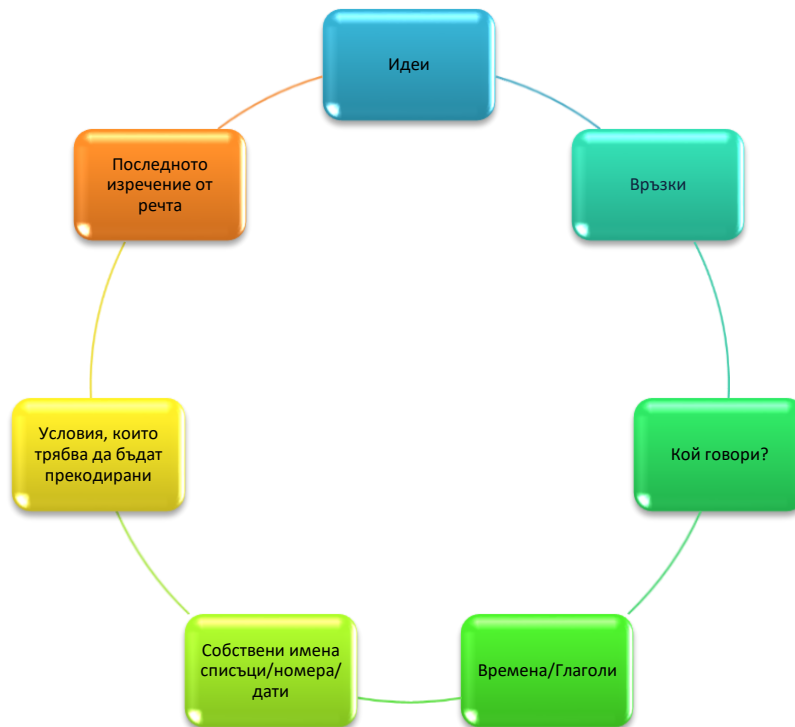 Идеи
Връзки
Кой говори?
Времена/Глаголи
Собствени имена
списъци/номера/
дати
Условия, които
трябва да бъдат
прекодирани
Последното
изречение от
речта